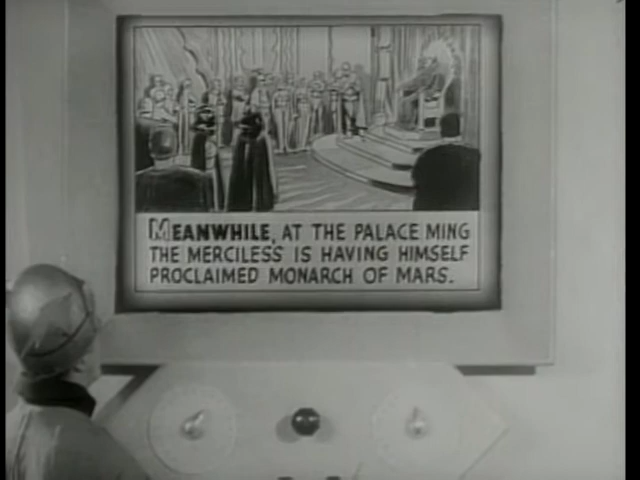 MEANWHILE, AT THE PALACE MING
THE MERCILESS IS HAVING HIMSELF
PROCLAIMED MONARCH OF MARS.